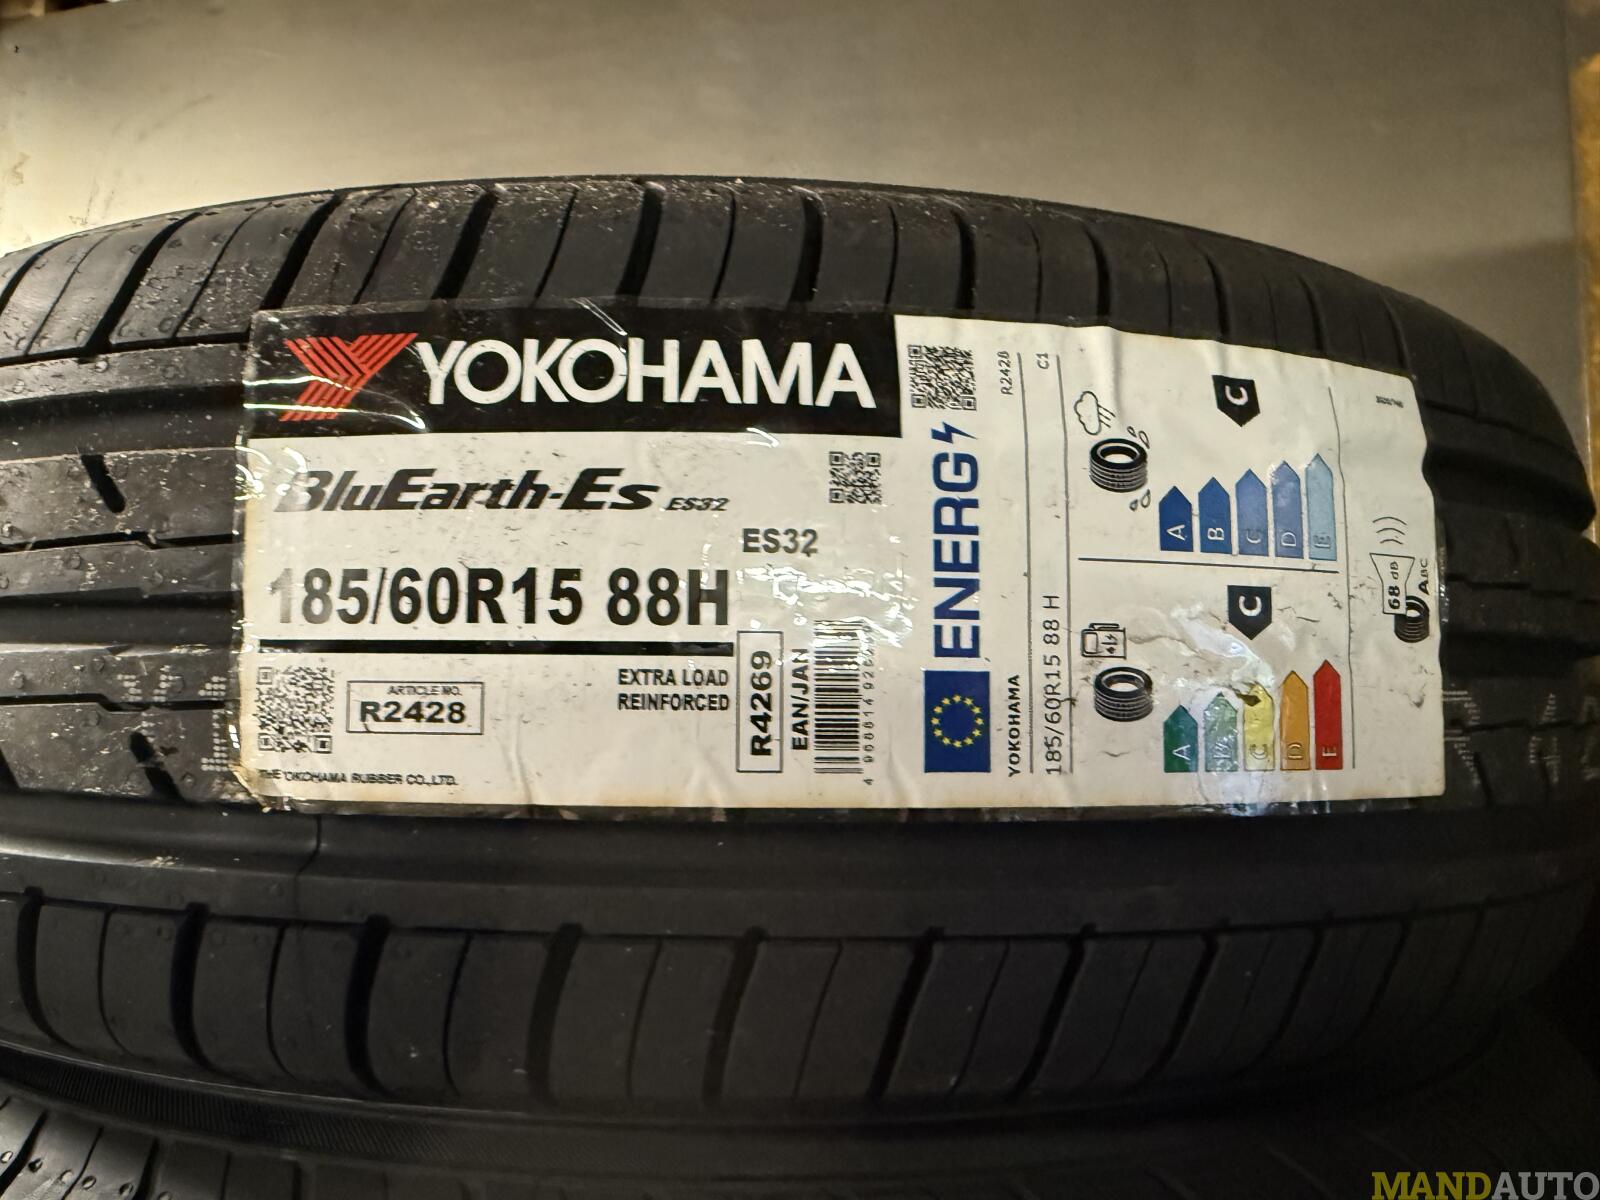 YOKOHAMA
BluEarth-Es ES32
ES32
185/60R15 88H
EXTRA LOAD
REINFORCED
ARTICLE NO.
R2428
R4269
EAN/JAN
THE YOKOHAMA RUBBER CO.,LTD.
ENERG
YOKOHAMA
R2428
185/60R15 88 H
C1
C
A
B
C
D
E
C
A
B
C
D
E
68 dB
ABC
MANDAUTO